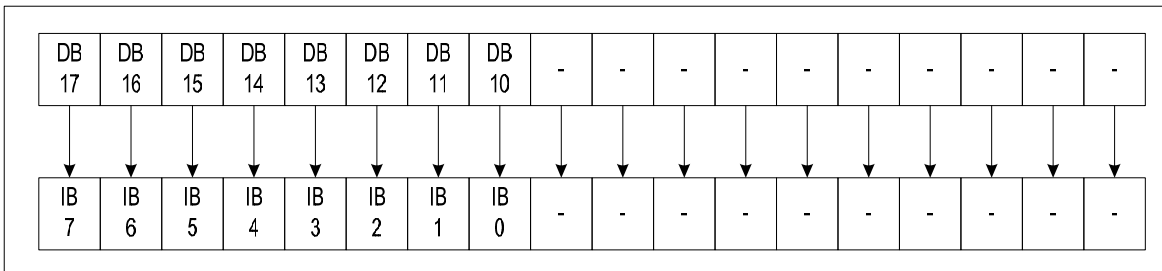 DB DB DB DB DB DB DB DB
17 16 15 14 13 12 11 10 - - - - - - - - - -
IB IB IB IB IB IB IB IB
7 6 5 4 3 2 1 0 - - - - - - - - - -